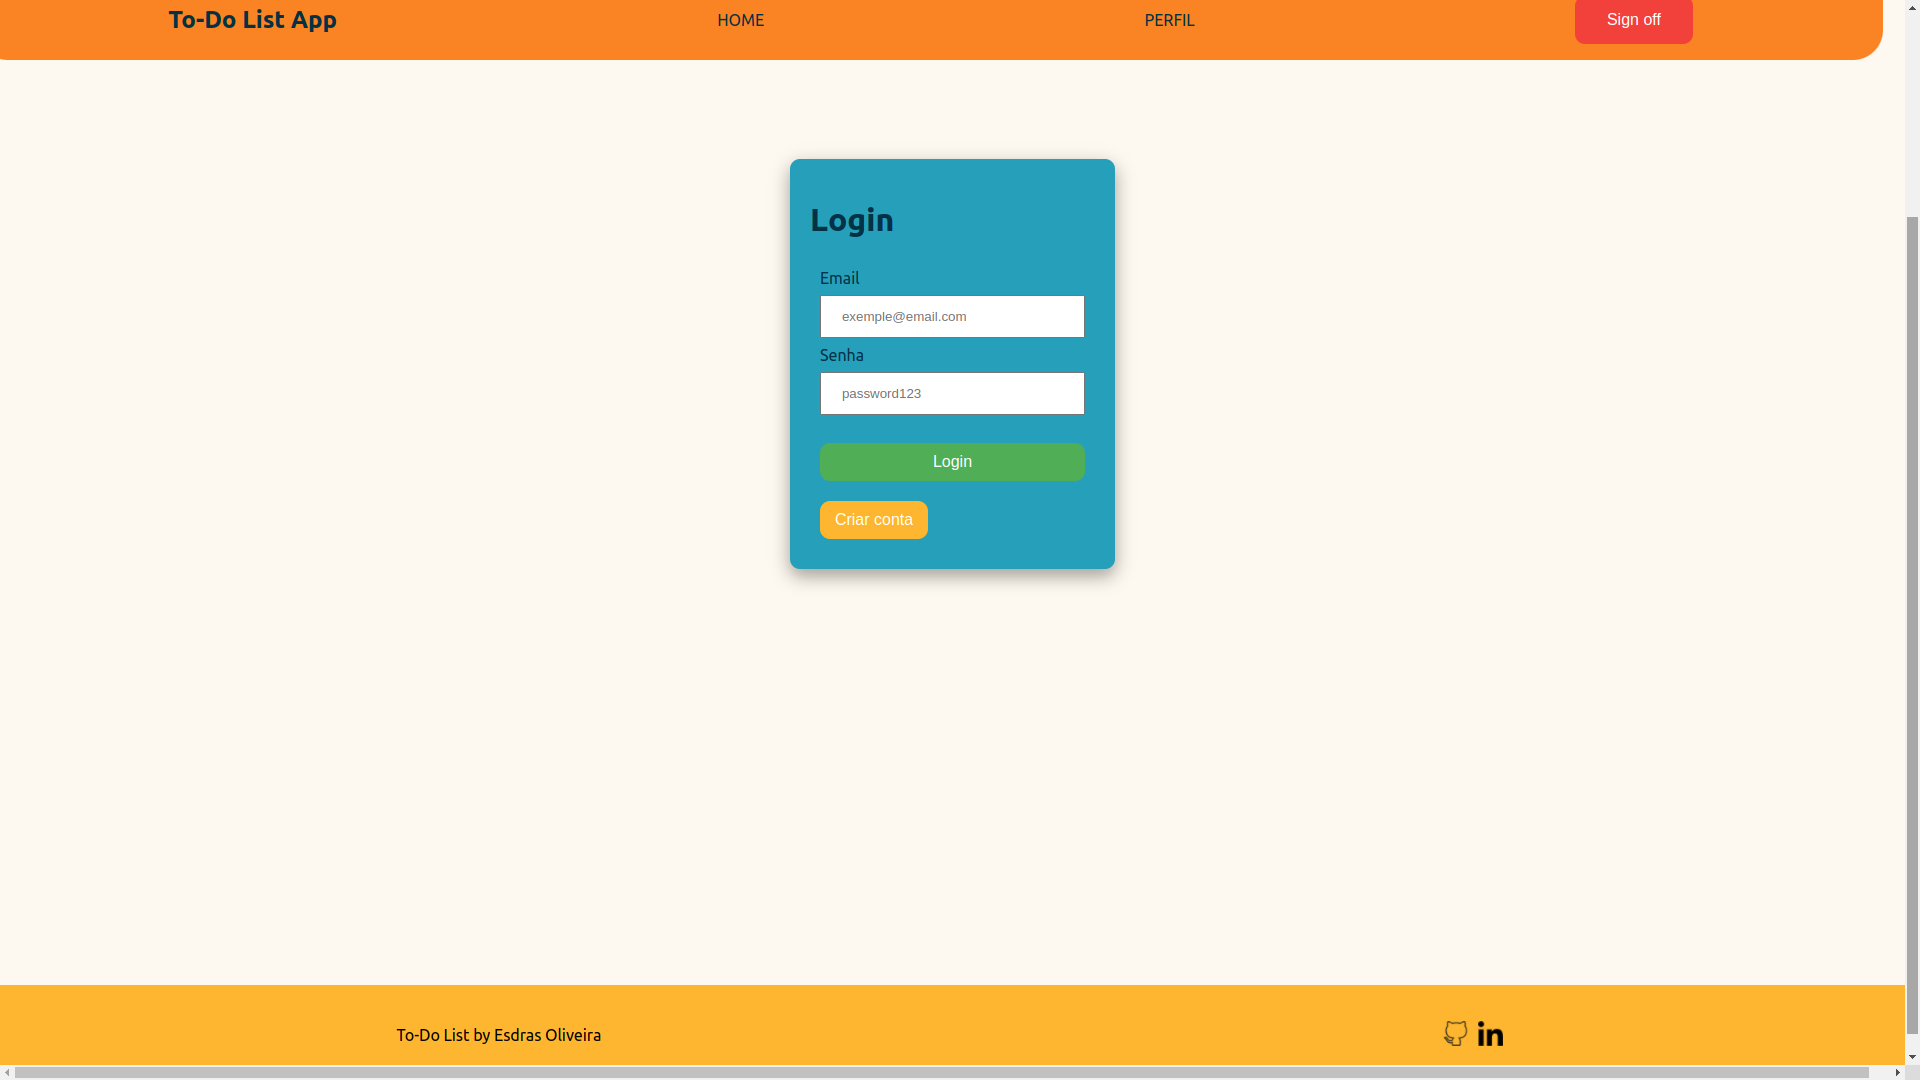 To-Do List App
HOME
PERFIL
Sign off
Login
Email
exemple@email.com
Senha
password123
Login
Criar conta
To-Do List by Esdras Oliveira
in